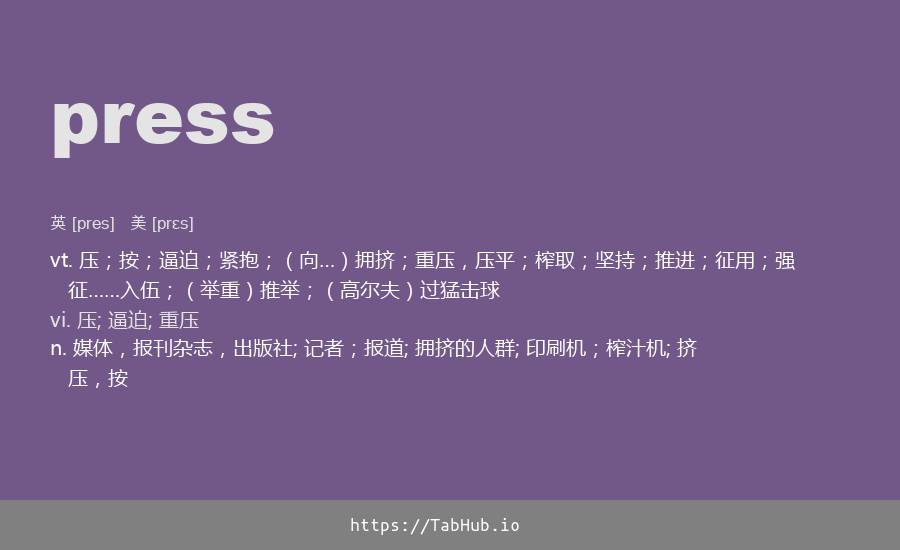 press
英 [pres] 美 [prɛs]
vt. 压；按；逼迫；紧抱；（向…）拥挤；重压，压平；榨取；坚持；推进；征用；强
征……入伍；（举重）推举；（高尔夫）过猛击球
vi. 压; 逼迫; 重压
n. 媒体，报刊杂志，出版社; 记者；报道; 拥挤的人群; 印刷机；榨汁机; 挤
压，按
https://TabHub.io